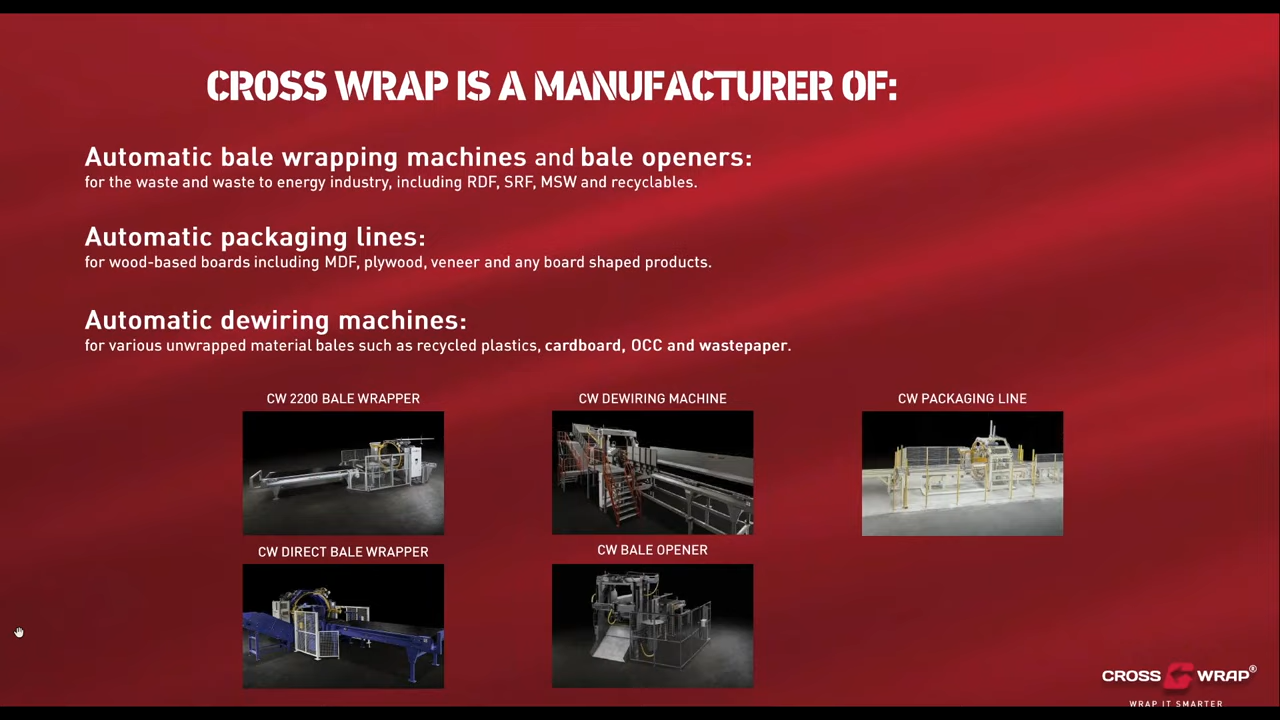 CROSS WRAP IS A MANUFACTURER OF:
Automatic bale wrapping machines and bale openers:
for the waste and waste to energy industry, including RDF, SRF, MSW and recyclables.
Automatic packaging lines:
for wood-based boards including MDF, plywood, veneer and any board shaped products.
Automatic dewiring machines:
for various unwrapped material bales such as recycled plastics, cardboard, OCC and wastepaper.
CW 2200 BALE WRAPPER
CW DEWIRING MACHINE
CW PACKAGING LINE
CW DIRECT BALE WRAPPER
CW BALE OPENER
CROSS WRAP®
WRAP IT SMARTER